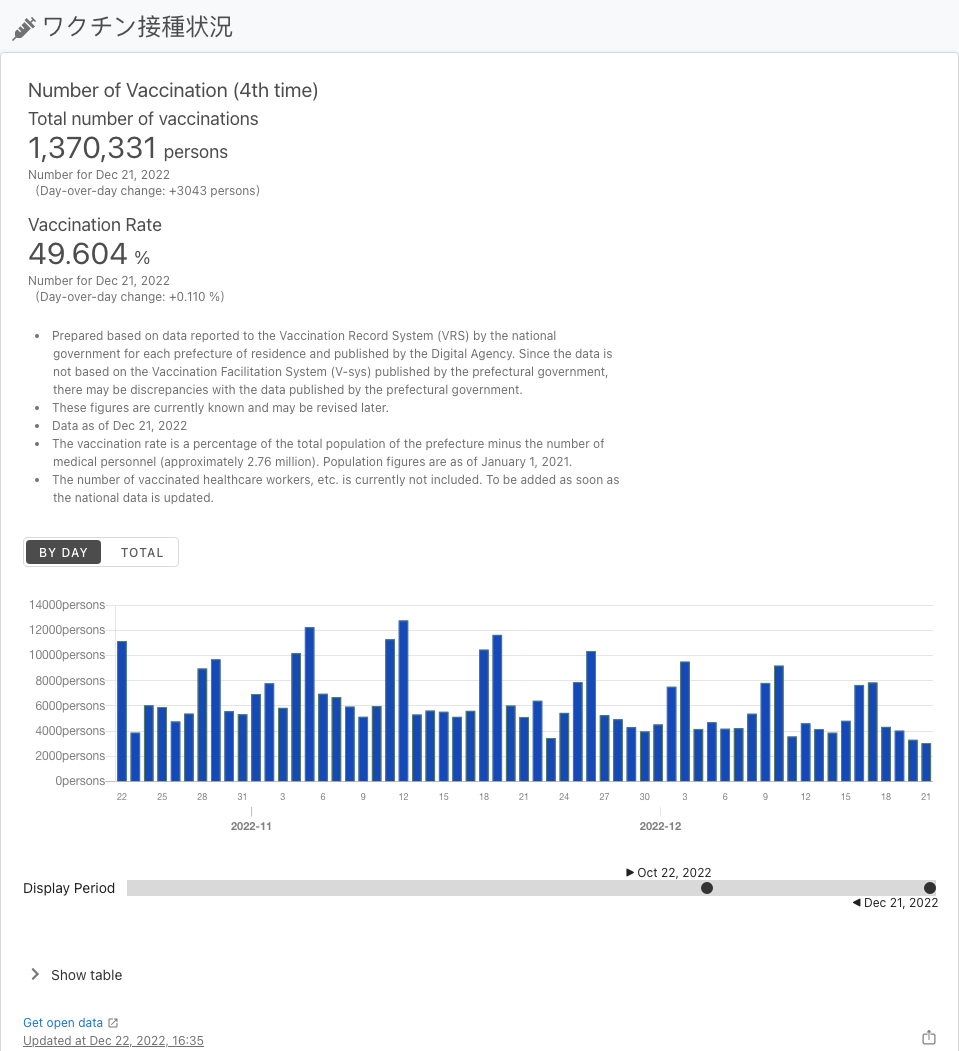 ワクチン接種状況
Number of Vaccination (4th time)
Total number of vaccinations
1,370,331 persons
Number for Dec 21, 2022
(Day-over-day change: +3043 persons)
Vaccination Rate
49.604 %
Number for Dec 21, 2022
(Day-over-day change: +0.110 %)
• Prepared based on data reported to the Vaccination Record System (VRS) by the national
government for each prefecture of residence and published by the Digital Agency. Since the data is
not based on the Vaccination Facilitation System (V-sys) published by the prefectural government,
there may be discrepancies with the data published by the prefectural government.
• These figures are currently known and may be revised later.
• Data as of Dec 21, 2022
• The vaccination rate is a percentage of the total population of the prefecture minus the number of
medical personnel (approximately 2.76 million). Population figures are as of January 1, 2021.
• The number of vaccinated healthcare workers, etc. is currently not included. To be added as soon as
the national data is updated.
BY DAY TOTAL
14000persons
12000persons
10000persons
8000persons
6000persons
4000persons
2000persons
0persons
22 25 28 31 3 6 9 12 15 18 21 24 27 30 3 6 9 12 15 18 21
2022-11 2022-12
▶ Oct 22, 2022
Display Period
◀ Dec 21, 2022
Show table
Get open data
Updated at Dec 22, 2022, 16:35